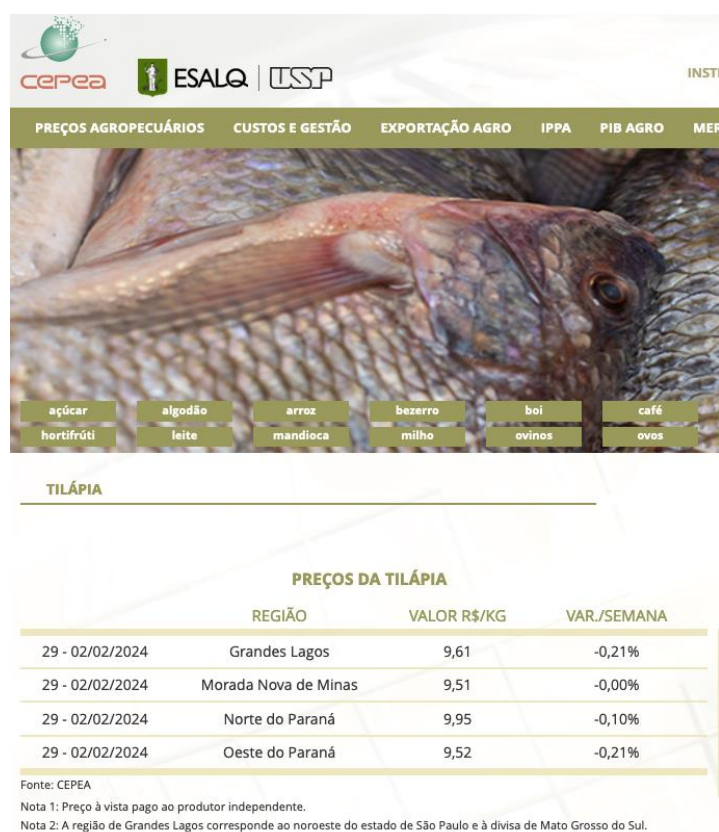 cepea
ESALQ | USP
PREÇOS AGROPECUÁRIOS CUSTOS E GESTÃO EXPORTAÇÃO AGRO IPPA PIB AGRO
açúcar algodão arroz bezerro boi café
hortifrúti leite mandioca milho ovinos ovos
TILÁPIA
PREÇOS DA TILÁPIA
REGIÃO VALOR R$/KG VAR./SEMANA
29 - 02/02/2024 Grandes Lagos 9,61 -0,21%
29 - 02/02/2024 Morada Nova de Minas 9,51 -0,00%
29 - 02/02/2024 Norte do Paraná 9,95 -0,10%
29 - 02/02/2024 Oeste do Paraná 9,52 -0,21%
Fonte: CEPEA
Nota 1: Preço à vista pago ao produtor independente.
Nota 2: A região de Grandes Lagos corresponde ao noroeste do estado de São Paulo e à divisa de Mato Grosso do Sul.